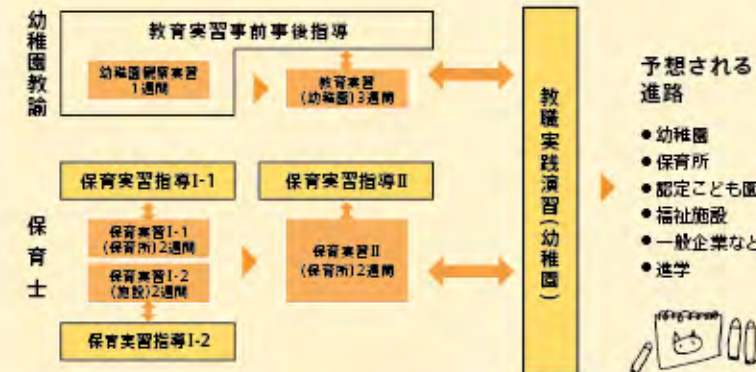 幼稚園教諭
教育実習事前事後指導
幼稚園観察実習
1週間
教育実習
(幼稚園)3週間
保育士
保育実習指導I-1
保育実習指導II
保育実習I-1
(保育所)2週間
保育実習I-2
(施設)2週間
保育実習II
(保育所)2週間
保育実習指導I-2
教職実践演習(幼稚園)
予想される
進路
●幼稚園
●保育所
●認定こども園
●福祉施設
●一般企業など
●進学